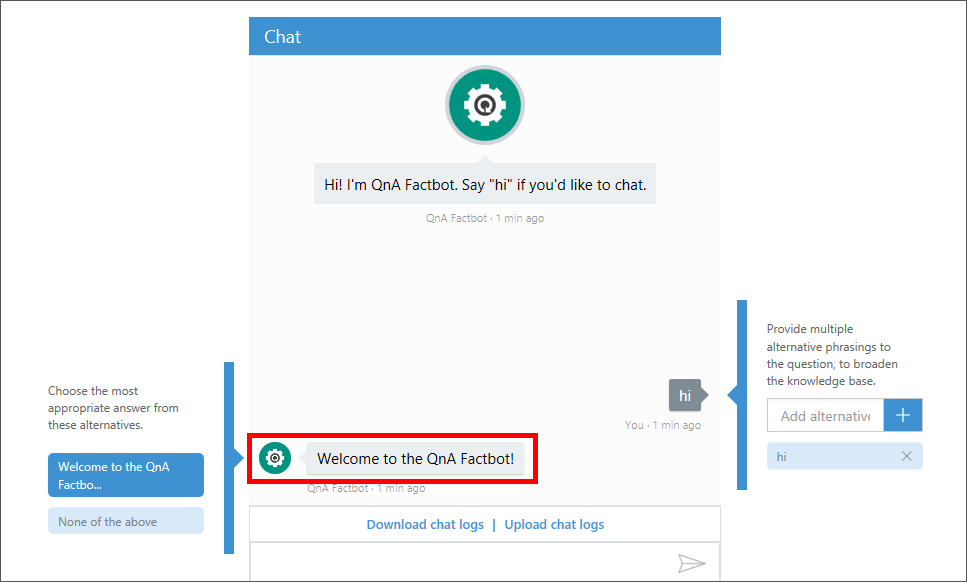 Chat
Hi! I'm QnA Factbot. Say "hi" if you'd like to chat.
QnA Factbot · 1 min ago
hi
You · 1 min ago
Welcome to the QnA Factbot!
QnA Factbot · 1 min ago
Download chat logs | Upload chat logs
Choose the most
appropriate answer from
these alternatives.
Welcome to the QnA
Factbo...
None of the above
Provide multiple
alternative phrasings to
the question, to broaden
the knowledge base.
Add alternative
hi